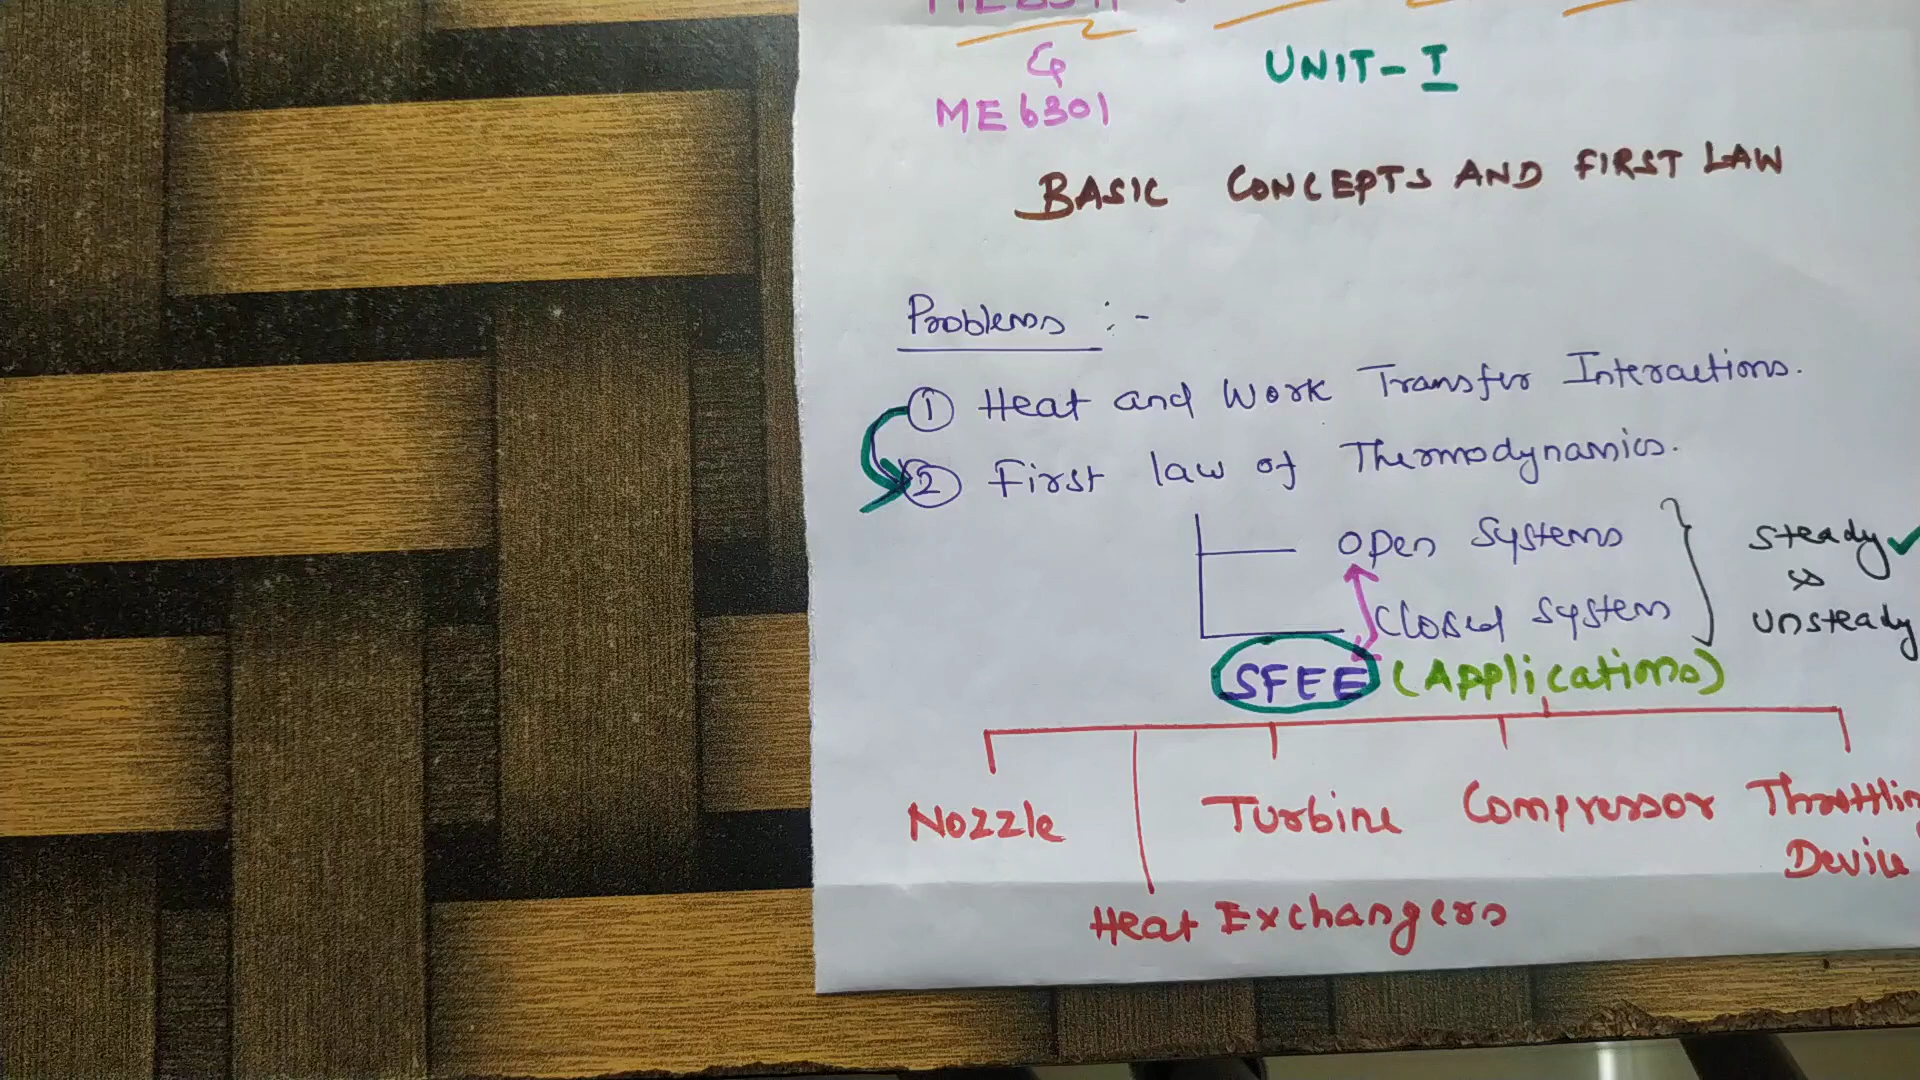 &
ME6301
UNIT-I
BASIC CONCEPTS AND FIRST LAW
Problems :-
① Heat and Work Transfer Interactions.
② First law of Thermodynamics.
Open Systems
Closed System
Steady ✓
Unsteady
SFEE (Applications)
Nozzle
Turbine
Compressor
Device
Heat Exchangers